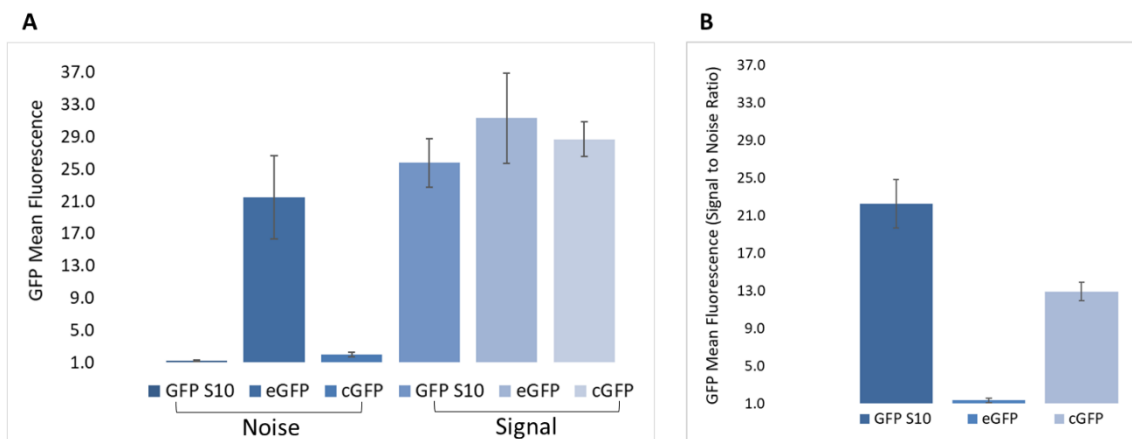 A
GFP Mean Fluorescence
37.0
33.0
29.0
25.0
21.0
17.0
13.0
9.0
5.0
1.0
GFP S10 eGFP cGFP GFP S10 eGFP cGFP
Noise Signal
B
GFP Mean Fluorescence (Signal to Noise Ratio)
37.0
33.0
29.0
25.0
21.0
17.0
13.0
9.0
5.0
1.0
GFP S10 eGFP cGFP